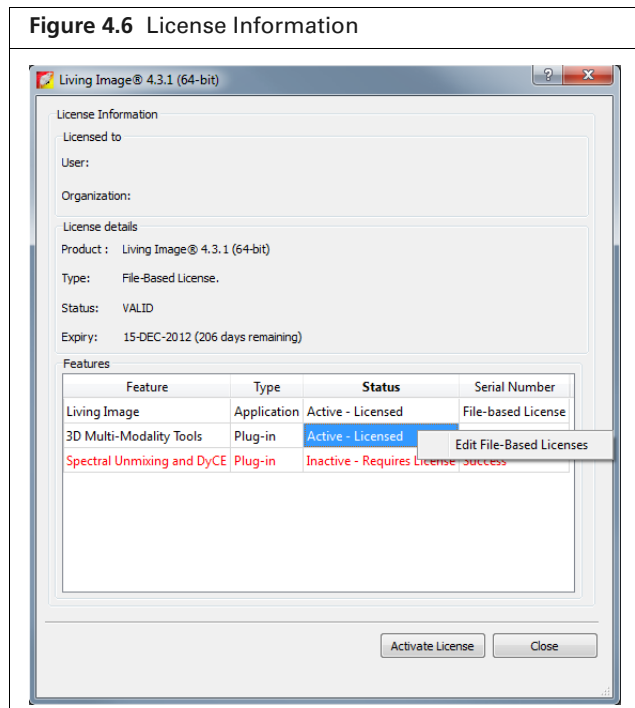 Figure 4.6 License Information
Living Image® 4.3.1 (64-bit)
License Information
Licensed to
User:
Organization:
License details
Product : Living Image® 4.3.1 (64-bit)
Type: File-Based License.
Status: VALID
Expiry: 15-DEC-2012 (206 days remaining)
Features
Feature Type Status Serial Number
Living Image Application Active - Licensed File-based License
3D Multi-Modality Tools Plug-in Active - Licensed
Edit File-Based Licenses
Spectral Unmixing and DyCE Plug-in Inactive - Requires License Success
Activate License Close